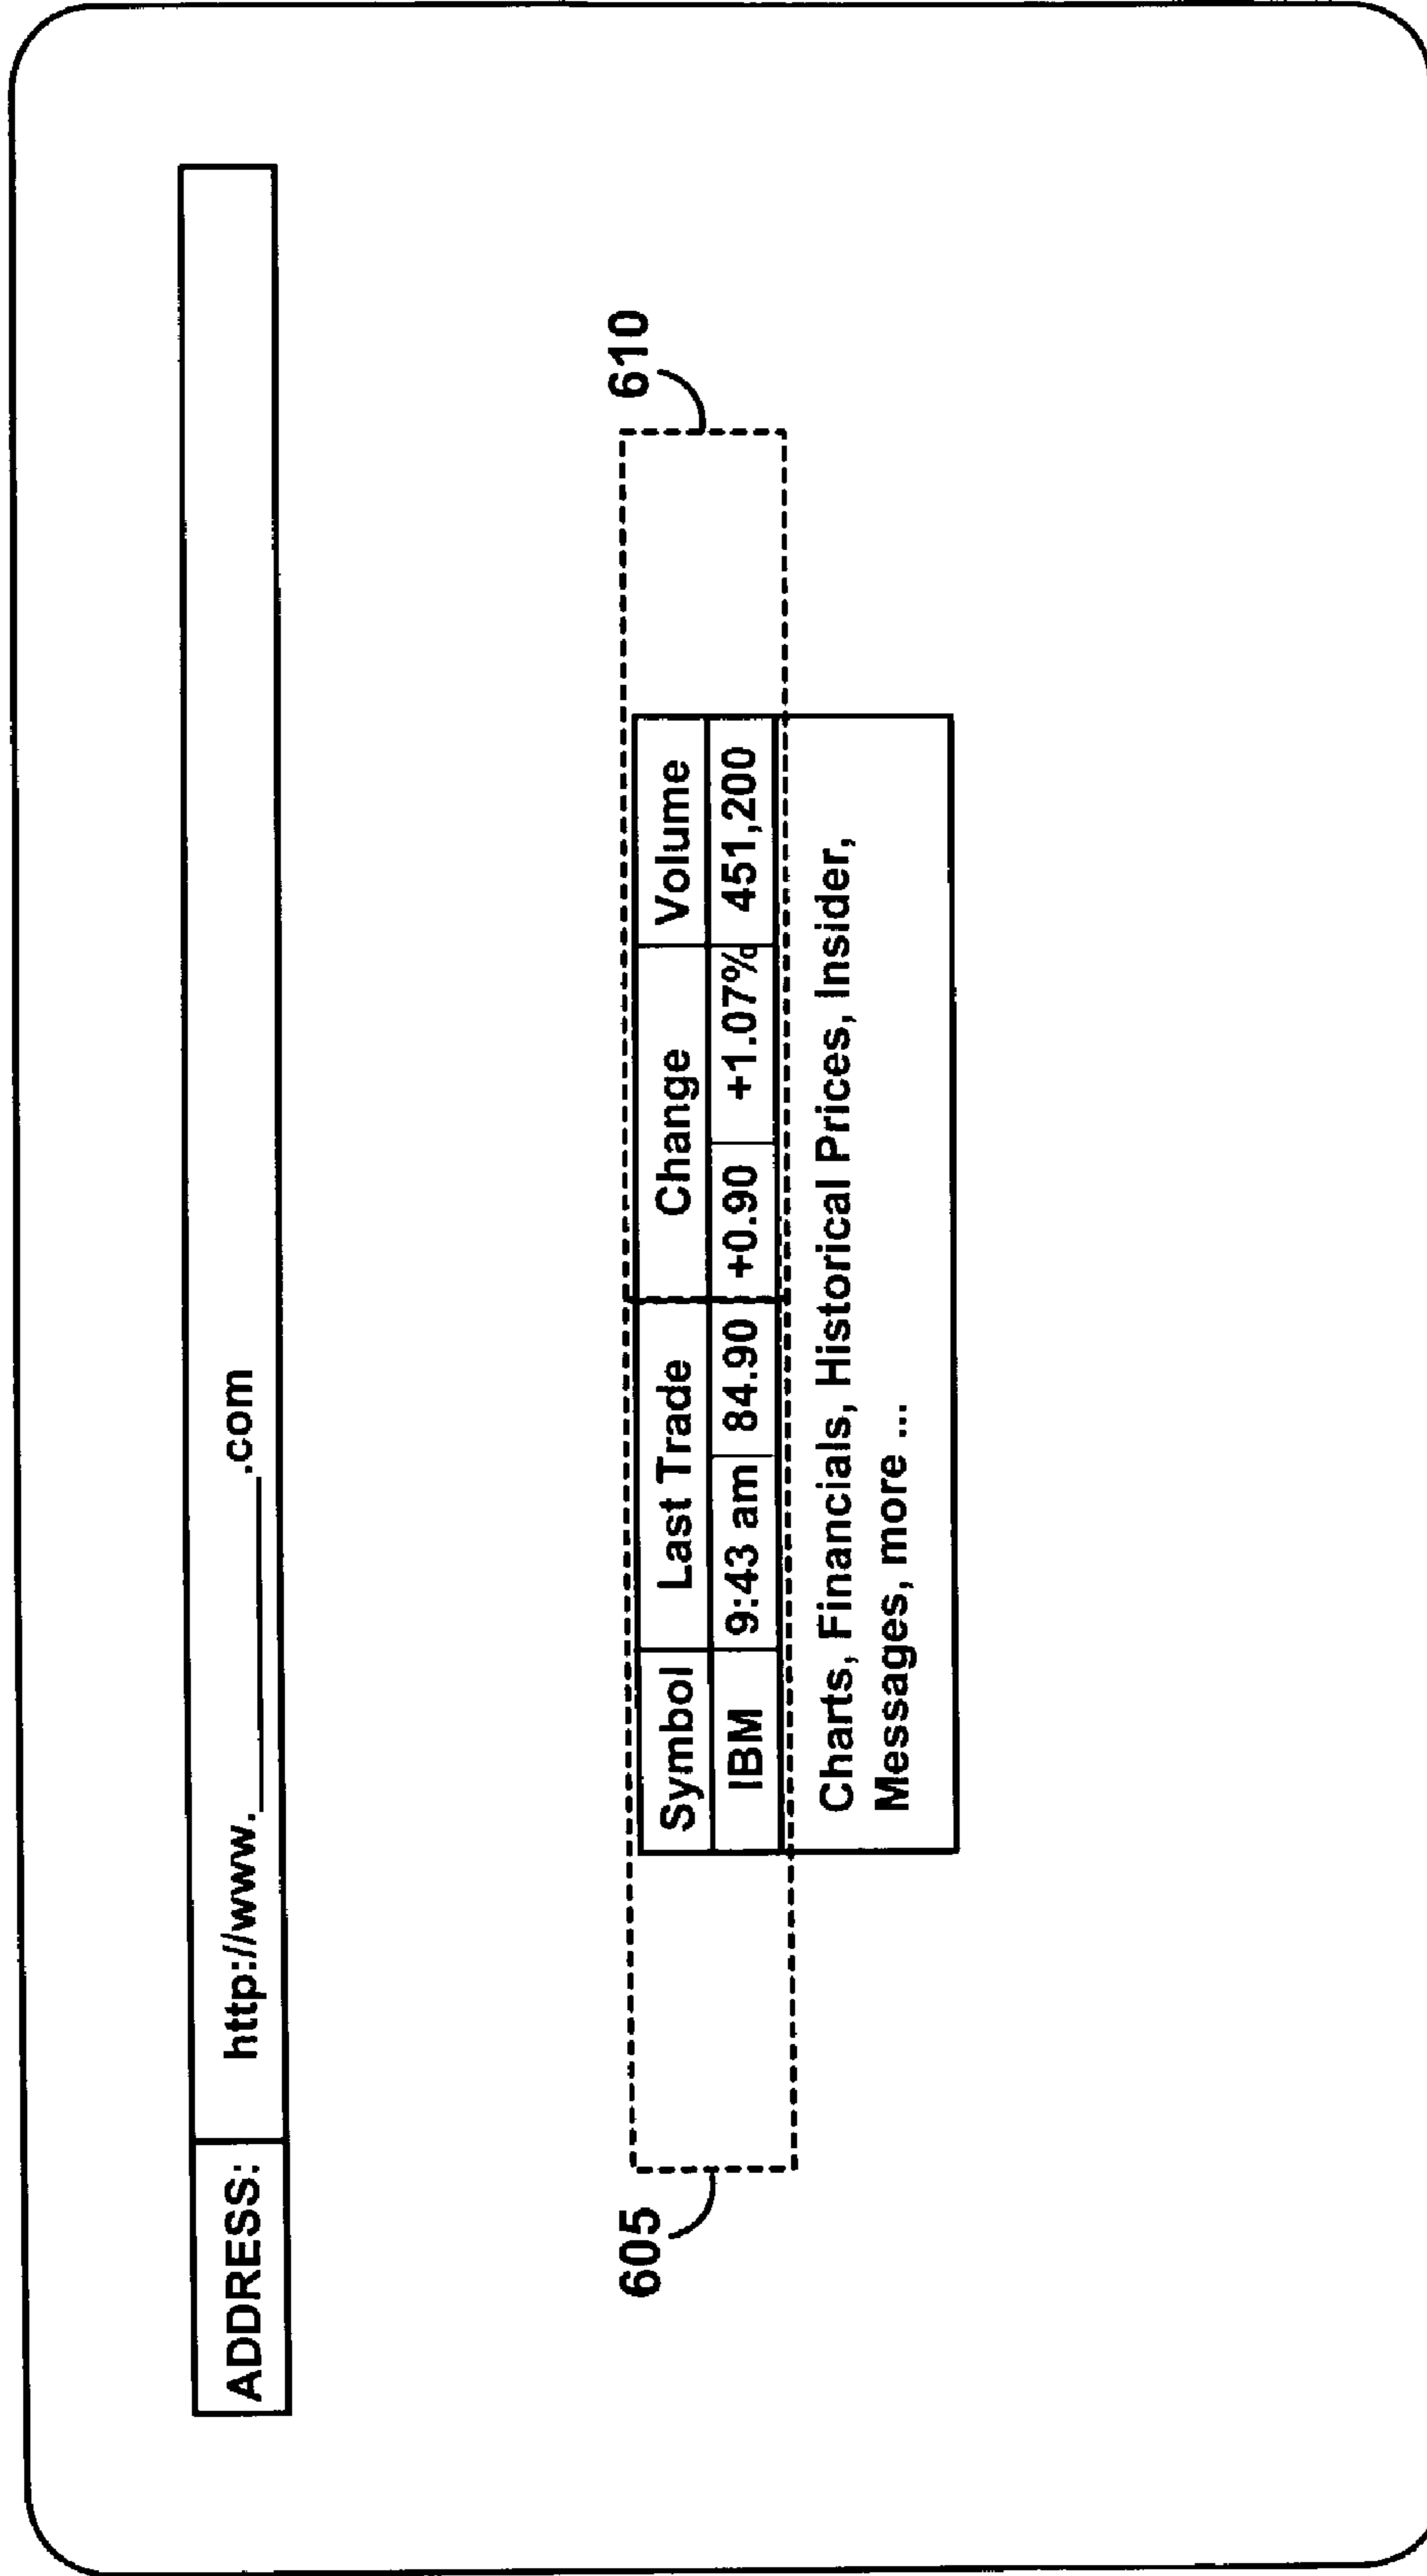 ADDRESS: http://www.____________.com
610
605
Symbol Last Trade Change Volume
IBM 9:43 am 84.90 +0.90 +1.07% 451,200
Charts, Financials, Historical Prices, Insider,
Messages, more ...